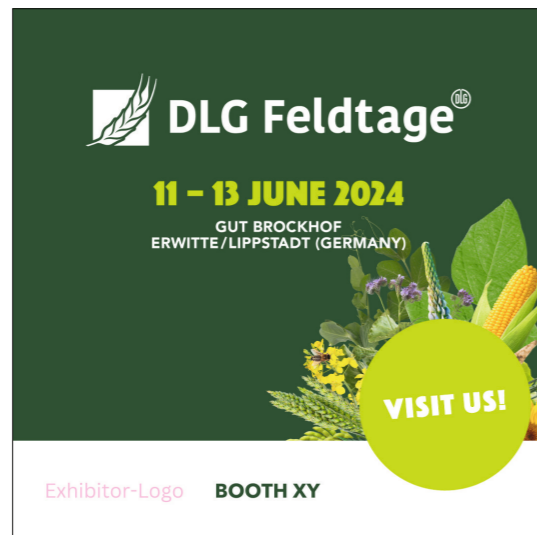 DLG Feldtage DLG
11 – 13 JUNE 2024
GUT BROCKHOF
ERWITTE/LIPPSTADT (GERMANY)
VISIT US!
Exhibitor-Logo BOOTH XY